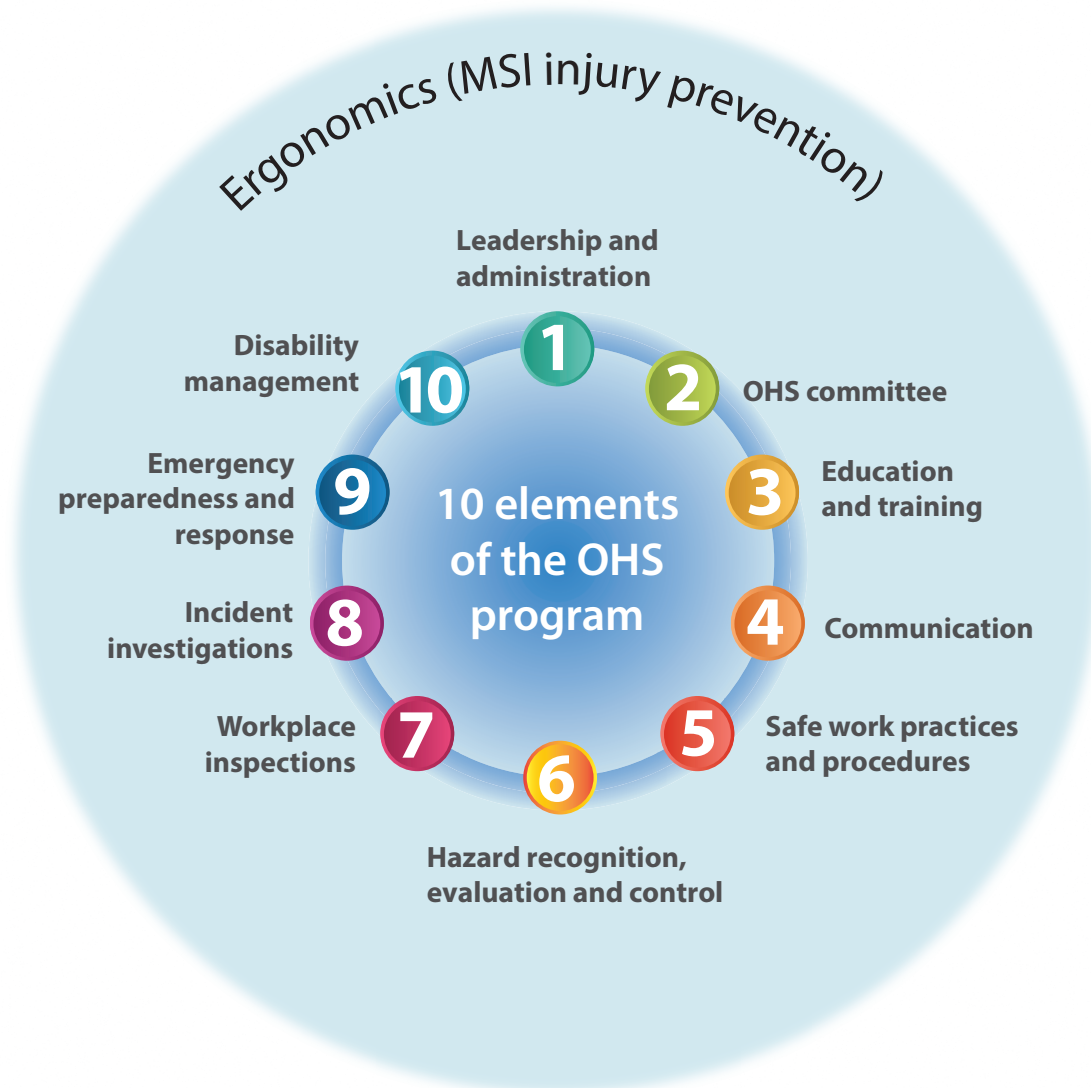 Ergonomics (MSI injury prevention)
10 elements
of the OHS
program
1
Leadership and
administration
2
OHS committee
3
Education
and training
4
Communication
5
Safe work practices
and procedures
6
Hazard recognition,
evaluation and control
7
Workplace
inspections
8
Incident
investigations
9
Emergency
preparedness and
response
10
Disability
management